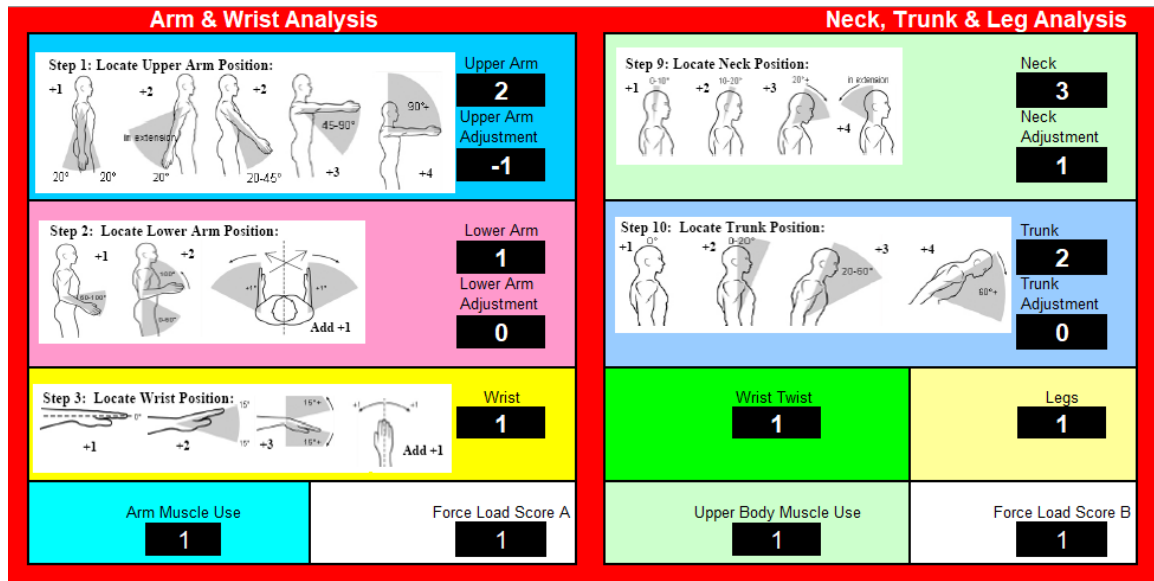 Arm & Wrist Analysis
Step 1: Locate Upper Arm Position:
+1
+2
+2
in extension
45-90°
90°+
20°
20°
20°
20-45°
+3
+4
Upper Arm
2
Upper Arm
Adjustment
-1
Step 2: Locate Lower Arm Position:
+1
+2
60-100°
100°
0-60°
+1°
+1°
Add +1
Lower Arm
1
Lower Arm
Adjustment
0
Step 3: Locate Wrist Position:
0°
15°
15°
15°+
15°+
+1
+1
+1
+2
+3
Add +1
Wrist
1
Arm Muscle Use
1
Force Load Score A
1
Neck, Trunk & Leg Analysis
Step 9: Locate Neck Position:
+1
0-10°
+2
10-20°
+3
20°+
in extension
+4
Neck
3
Neck
Adjustment
1
Step 10: Locate Trunk Position:
+1
0°
+2
0-20°
20-60°
+3
+4
60°+
Trunk
2
Trunk
Adjustment
0
Wrist Twist
1
Legs
1
Upper Body Muscle Use
1
Force Load Score B
1